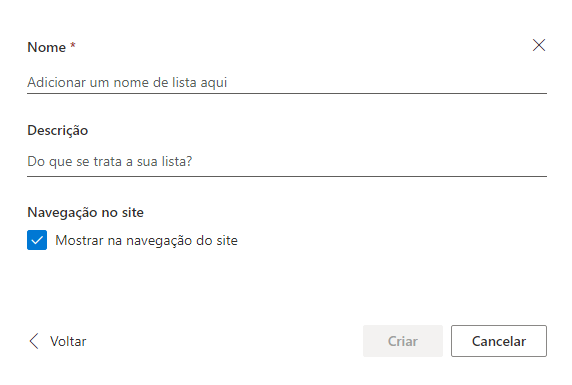 Nome *
Adicionar um nome de lista aqui
Descrição
Do que se trata a sua lista?
Navegação no site
Mostrar na navegação do site
Voltar
Criar
Cancelar